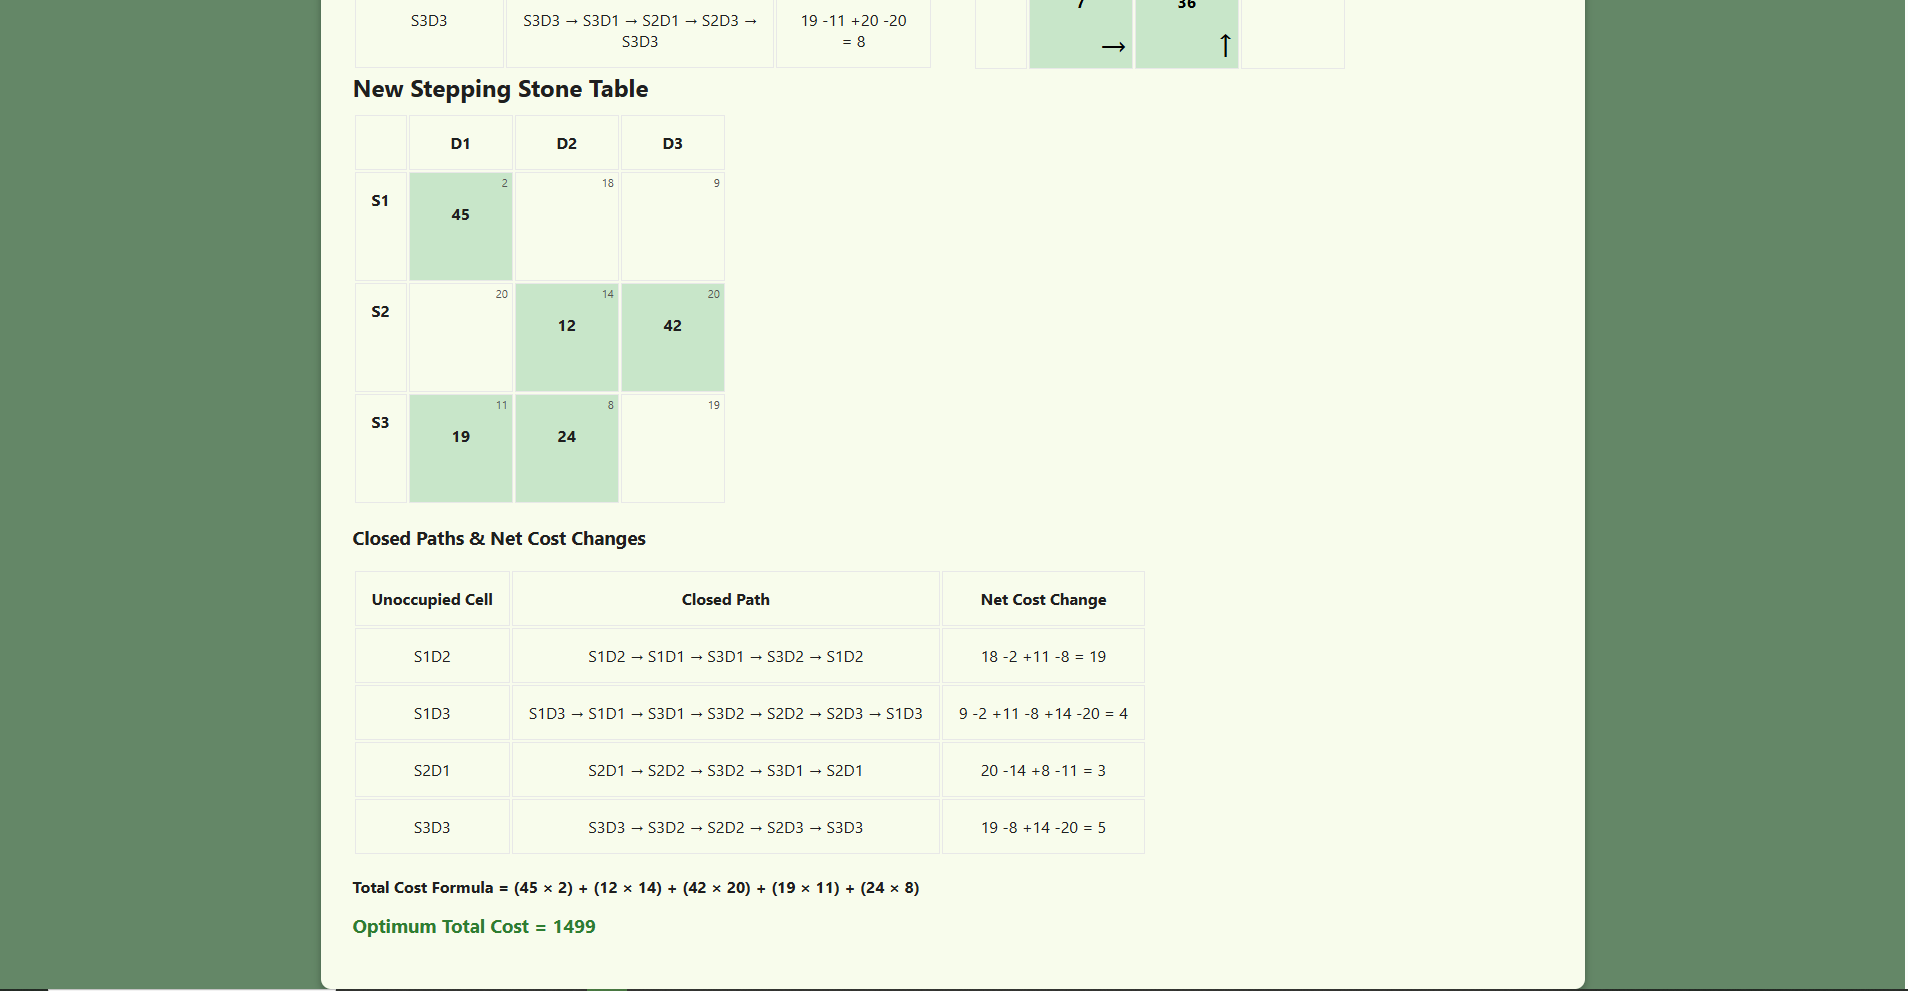 S3D3 S3D3 → S3D1 → S2D1 → S2D3 → S3D3 19 -11 +20 -20 = 8
7 36
→ ↑
New Stepping Stone Table
D1 D2 D3
2 18 9
S1 45
20 14 20
S2 12 42
11 8 19
S3 19 24
Closed Paths & Net Cost Changes
Unoccupied Cell Closed Path Net Cost Change
S1D2 S1D2 → S1D1 → S3D1 → S3D2 → S1D2 18 -2 +11 -8 = 19
S1D3 S1D3 → S1D1 → S3D1 → S3D2 → S2D2 → S2D3 → S1D3 9 -2 +11 -8 +14 -20 = 4
S2D1 S2D1 → S2D2 → S3D2 → S3D1 → S2D1 20 -14 +8 -11 = 3
S3D3 S3D3 → S3D2 → S2D2 → S2D3 → S3D3 19 -8 +14 -20 = 5
Total Cost Formula = (45 × 2) + (12 × 14) + (42 × 20) + (19 × 11) + (24 × 8)
Optimum Total Cost = 1499